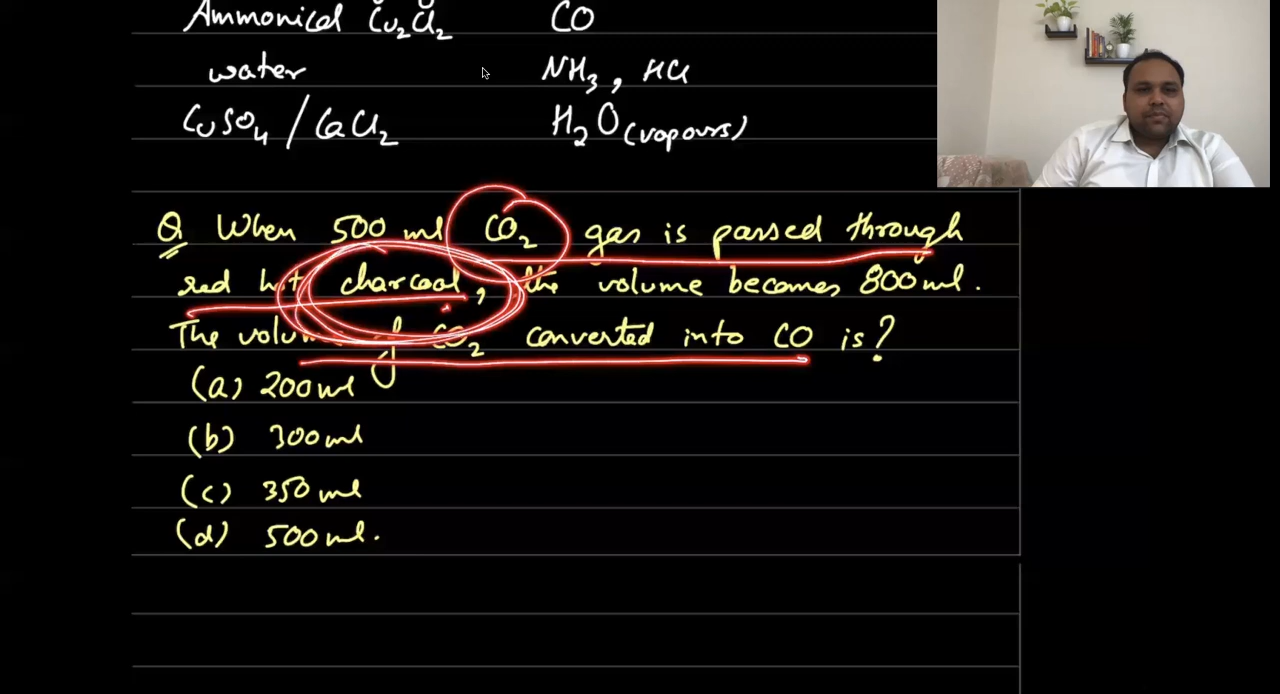 Ammonical Cu₂Cl₂ CO
water NH₃, HCl
CuSO₄ / CaCl₂ H₂O (vapours)
Q When 500 ml CO₂ gas is passed through
red hot charcoal, the volume becomes 800 ml.
The volume of CO₂ converted into CO is?
(a) 200 ml
(b) 300 ml
(c) 350 ml
(d) 500 ml.